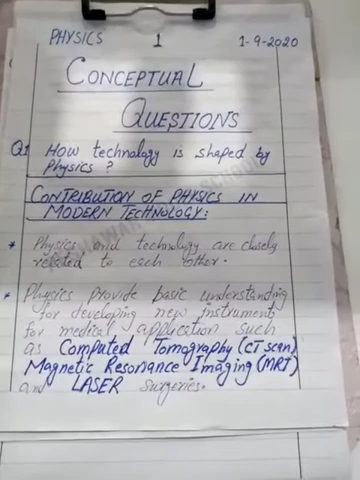 PHYSICS 1 1-9-2020
CONCEPTUAL
QUESTIONS
Q1 How technology is shaped by
Physics?
CONTRIBUTION OF PHYSICS IN
MODERN TECHNOLOGY:
* Physics and technology are closely
related to each other.
* Physics provide basic understanding
for developing new instruments
for medical application such
as Computed Tomography (CT scan)
Magnetic Resonance Imaging (MRI)
and LASER surgeries.